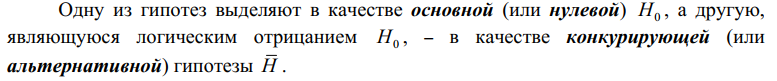 Одну из гипотез выделяют в качестве основной (или нулевой) H₀, а другую,
являющуюся логическим отрицанием H₀, – в качестве конкурирующей (или
альтернативной) гипотезы H̅.